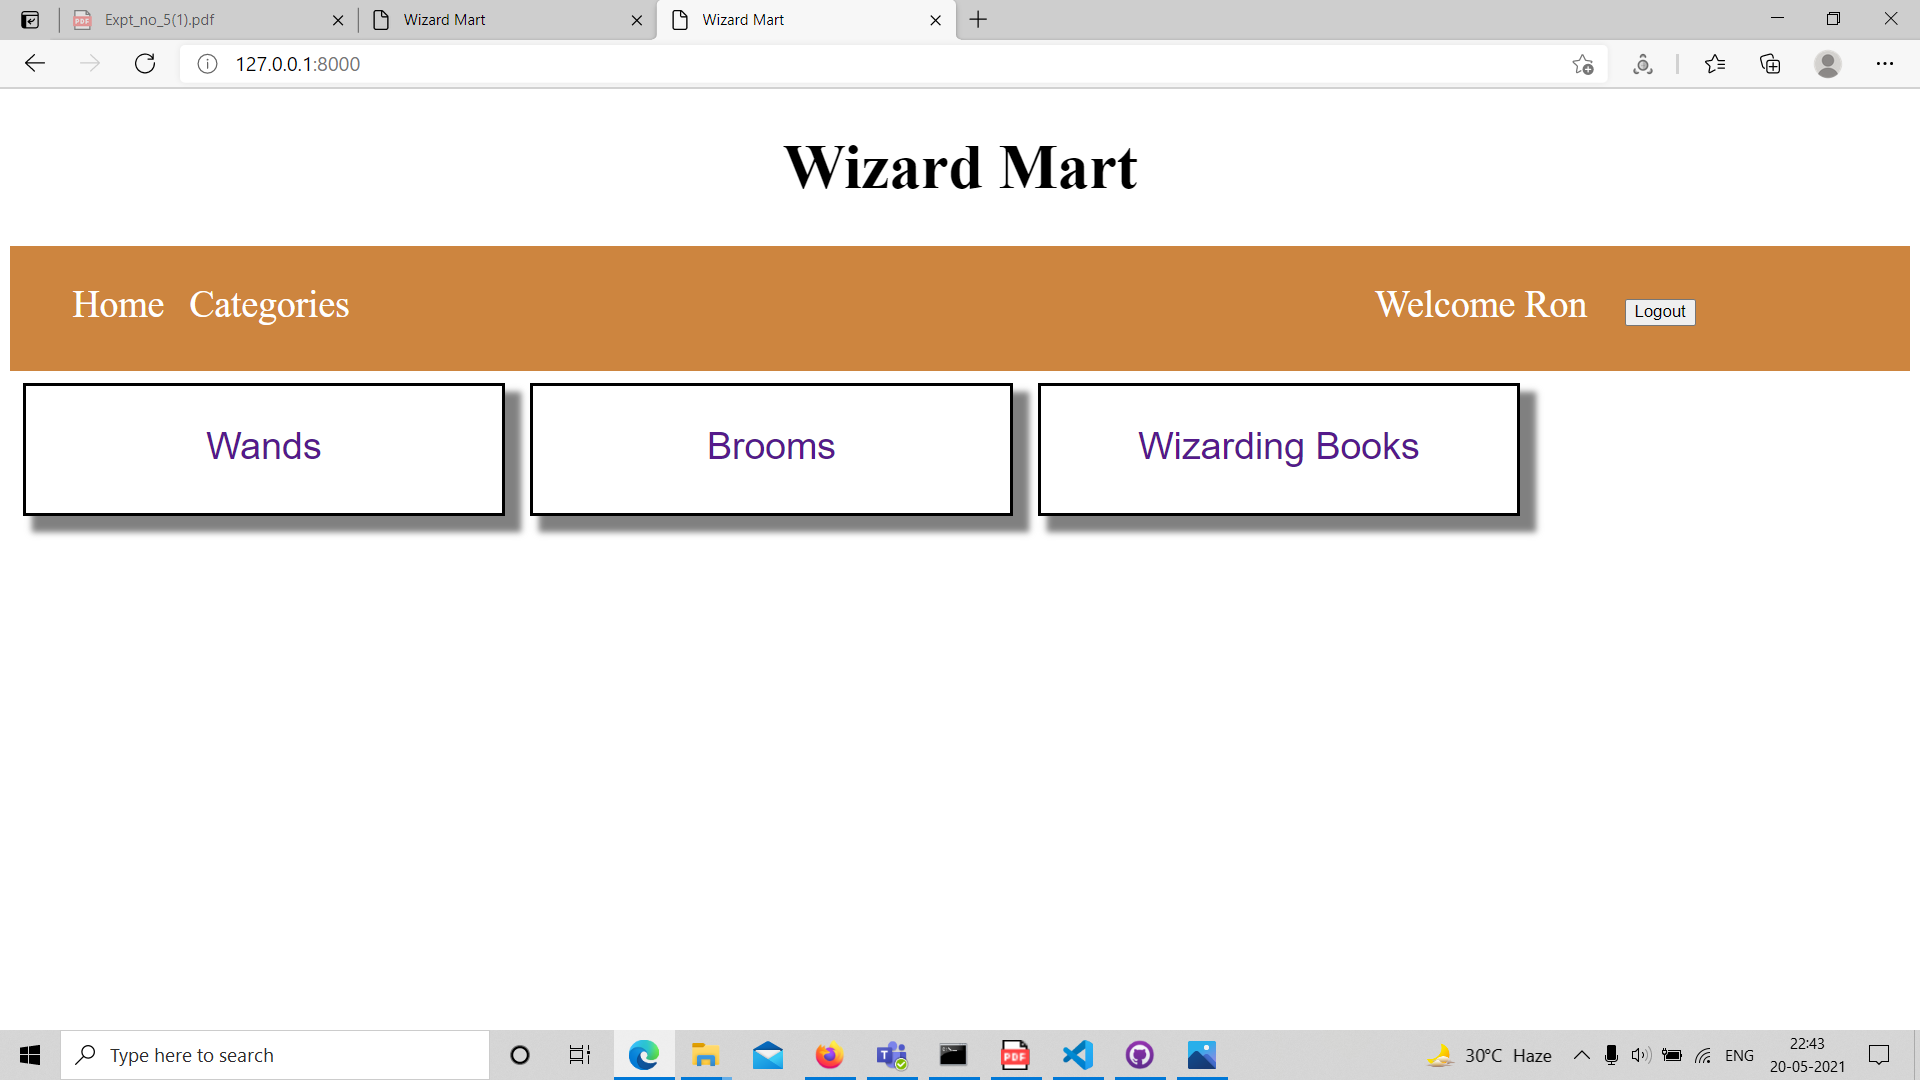 Expt_no_5(1).pdf
Wizard Mart
Wizard Mart
127.0.0.1:8000
Wizard Mart
Home Categories Welcome Ron Logout
Wands Brooms Wizarding Books
Type here to search
PDF
30°C Haze
ENG
22:43
20-05-2021